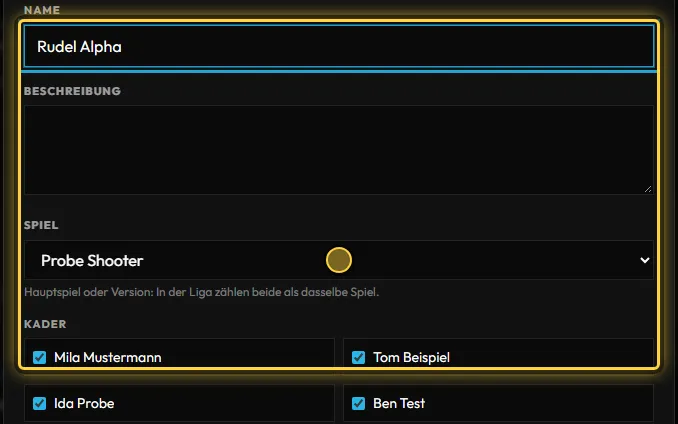 NAME
Rudel Alpha
BESCHREIBUNG
SPIEL
Probe Shooter
Hauptspiel oder Version: In der Liga zählen beide als dasselbe Spiel.
KADER
Mila Mustermann
Tom Beispiel
Ida Probe
Ben Test